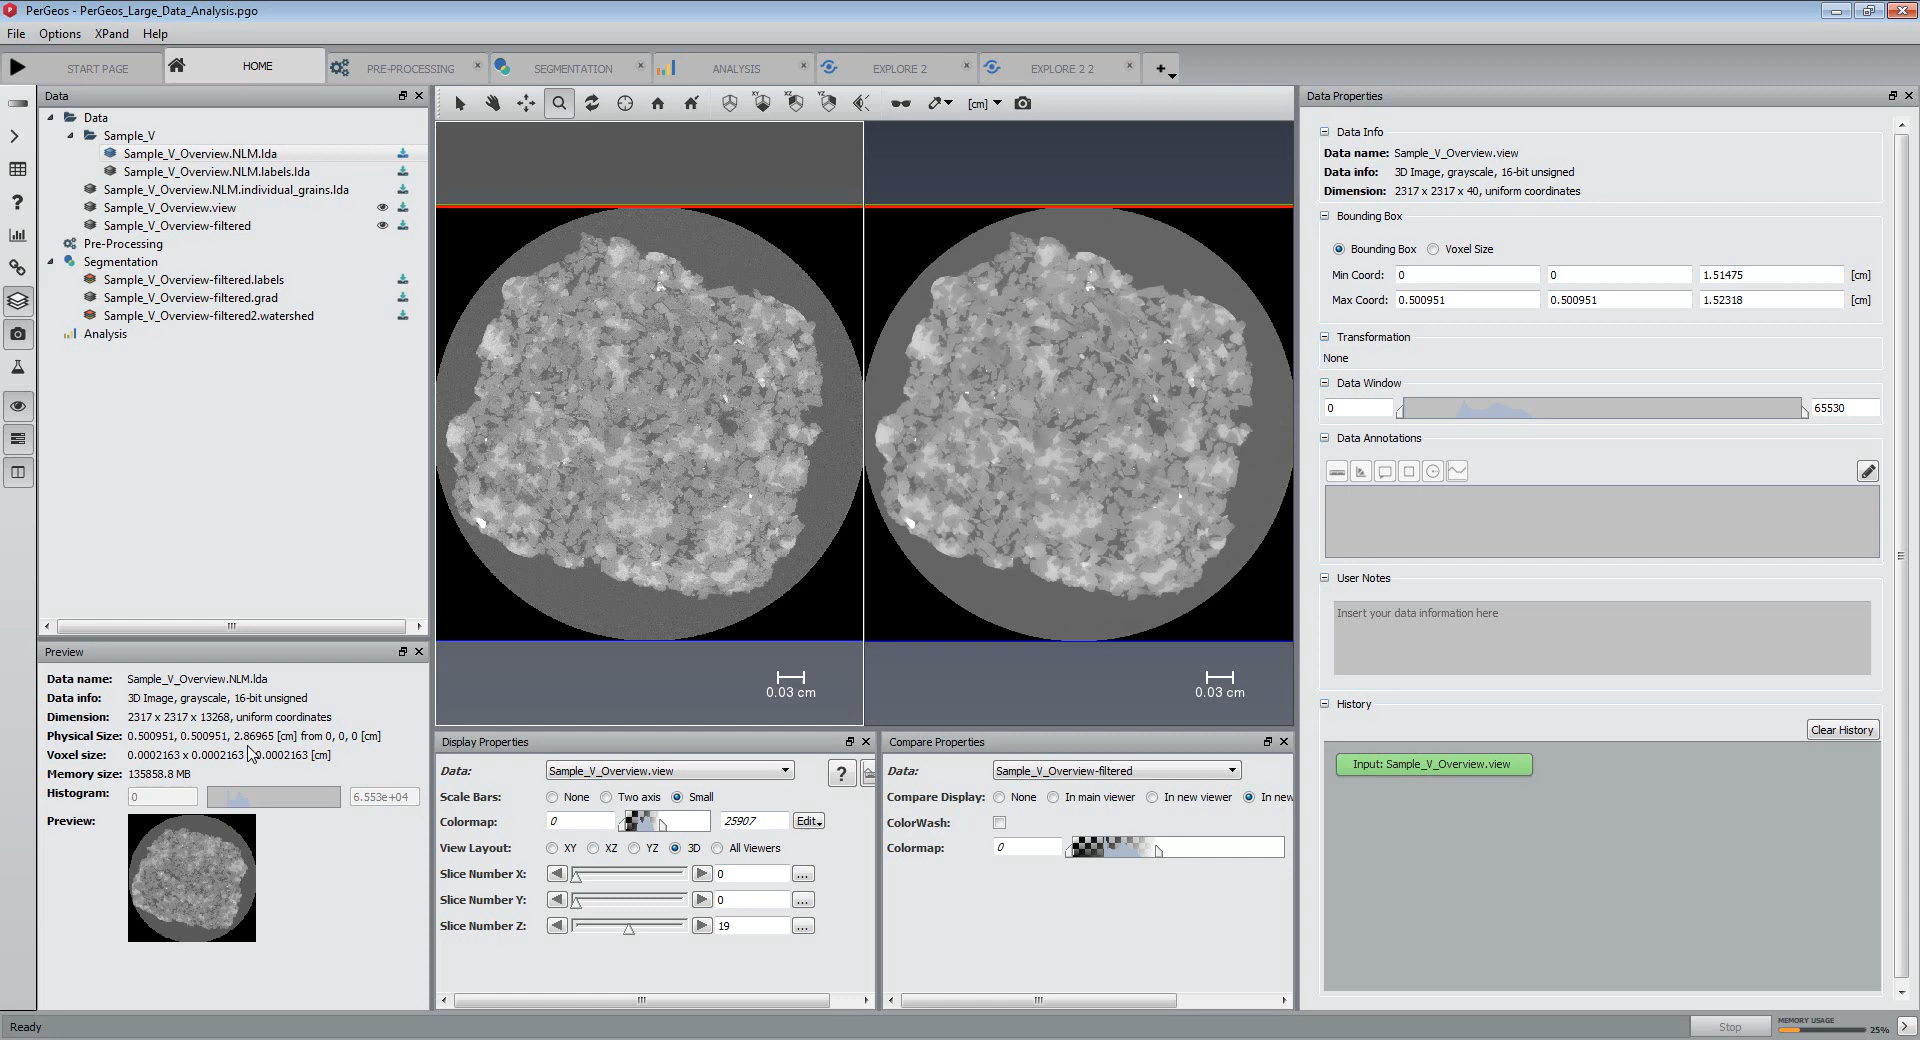 PerGeos - PerGeos_Large_Data_Analysis.pgo
File Options XPand Help
START PAGE HOME PRE-PROCESSING SEGMENTATION ANALYSIS EXPLORE 2 EXPLORE 2 2
Data
Data
Sample_V
Sample_V_Overview.NLM.lda
Sample_V_Overview.NLM.labels.lda
Sample_V_Overview.NLM.individual_grains.lda
Sample_V_Overview.view
Sample_V_Overview-filtered
Pre-Processing
Segmentation
Sample_V_Overview-filtered.labels
Sample_V_Overview-filtered.grad
Sample_V_Overview-filtered2.watershed
Analysis
Preview
Data name: Sample_V_Overview.NLM.lda
Data info: 3D Image, grayscale, 16-bit unsigned
Dimension: 2317 x 2317 x 13268, uniform coordinates
Physical Size: 0.500951, 0.500951, 2.86965 [cm] from 0, 0, 0 [cm]
Voxel size: 0.0002163 x 0.0002163 0.0002163 [cm]
Memory size: 135858.8 MB
Histogram: 0 6.553e+04
Preview:
XY XZ YZ [cm]
0.03 cm
0.03 cm
Display Properties
Data: Sample_V_Overview.view ?
Scale Bars: None Two axis Small
Colormap: 0 25907 Edit
View Layout: XY XZ YZ 3D All Viewers
Slice Number X: 0 ...
Slice Number Y: 0 ...
Slice Number Z: 19 ...
Compare Properties
Data: Sample_V_Overview-filtered
Compare Display: None In main viewer In new viewer In new
ColorWash:
Colormap: 0
Data Properties
Data Info
Data name: Sample_V_Overview.view
Data info: 3D Image, grayscale, 16-bit unsigned
Dimension: 2317 x 2317 x 40, uniform coordinates
Bounding Box
Bounding Box Voxel Size
Min Coord: 0 0 1.51475 [cm]
Max Coord: 0.500951 0.500951 1.52318 [cm]
Transformation
None
Data Window
0 65530
Data Annotations
User Notes
Insert your data information here
History
Clear History
Input: Sample_V_Overview.view
Ready
Stop
MEMORY USAGE
25%